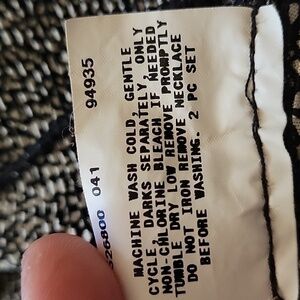 94935
041
MACHINE WASH COLD, GENTLE
CYCLE, DARKS SEPARATELY, ONLY
NON-CHLORINE BLEACH IF NEEDED
TUMBLE DRY LOW REMOVE PROMPTLY
DO NOT IRON REMOVE NECKLACE
BEFORE WASHING. 2 PC SET